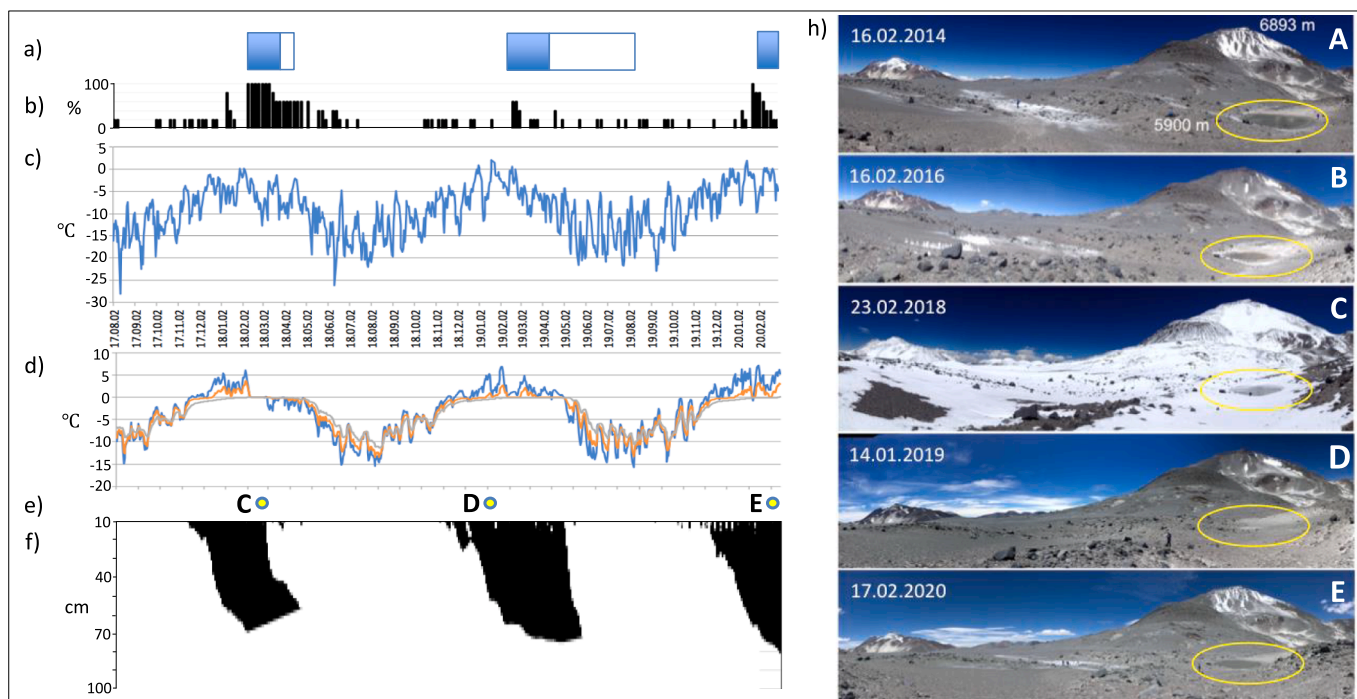 a)
b)
%
100
0
c)
5
0
-5
-10
-15
-20
-25
-30
°C
17.08.02
17.09.02
17.10.02
17.11.02
17.12.02
18.01.02
18.02.02
18.03.02
18.04.02
18.05.02
18.06.02
18.07.02
18.08.02
18.09.02
18.10.02
18.11.02
18.12.02
19.01.02
19.02.02
19.03.02
19.04.02
19.05.02
19.06.02
19.07.02
19.08.02
19.09.02
19.10.02
19.11.02
19.12.02
20.01.02
20.02.02
d)
10
5
0
-5
-10
-15
-20
°C
e)
C
D
E
f)
10
40
cm
70
100
h)
16.02.2014
6893 m
A
5900 m
16.02.2016
B
23.02.2018
C
14.01.2019
D
17.02.2020
E